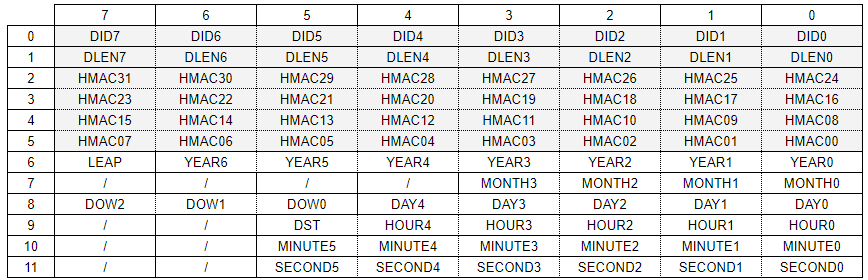 7 6 5 4 3 2 1 0
0 DID7 DID6 DID5 DID4 DID3 DID2 DID1 DID0
1 DLEN7 DLEN6 DLEN5 DLEN4 DLEN3 DLEN2 DLEN1 DLEN0
2 HMAC31 HMAC30 HMAC29 HMAC28 HMAC27 HMAC26 HMAC25 HMAC24
3 HMAC23 HMAC22 HMAC21 HMAC20 HMAC19 HMAC18 HMAC17 HMAC16
4 HMAC15 HMAC14 HMAC13 HMAC12 HMAC11 HMAC10 HMAC09 HMAC08
5 HMAC07 HMAC06 HMAC05 HMAC04 HMAC03 HMAC02 HMAC01 HMAC00
6 LEAP YEAR6 YEAR5 YEAR4 YEAR3 YEAR2 YEAR1 YEAR0
7 / / / / MONTH3 MONTH2 MONTH1 MONTH0
8 DOW2 DOW1 DOW0 DAY4 DAY3 DAY2 DAY1 DAY0
9 / / DST HOUR4 HOUR3 HOUR2 HOUR1 HOUR0
10 / / MINUTE5 MINUTE4 MINUTE3 MINUTE2 MINUTE1 MINUTE0
11 / / SECOND5 SECOND4 SECOND3 SECOND2 SECOND1 SECOND0